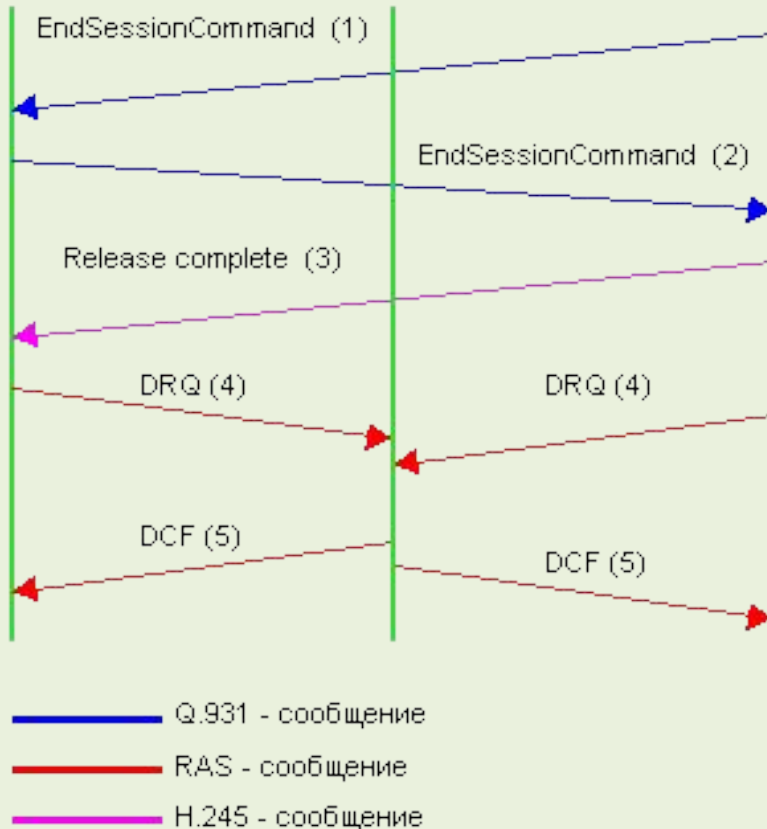 EndSessionCommand (1)
EndSessionCommand (2)
Release complete (3)
DRQ (4)
DRQ (4)
DCF (5)
DCF (5)
Q.931 - сообщение
RAS - сообщение
H.245 - сообщение